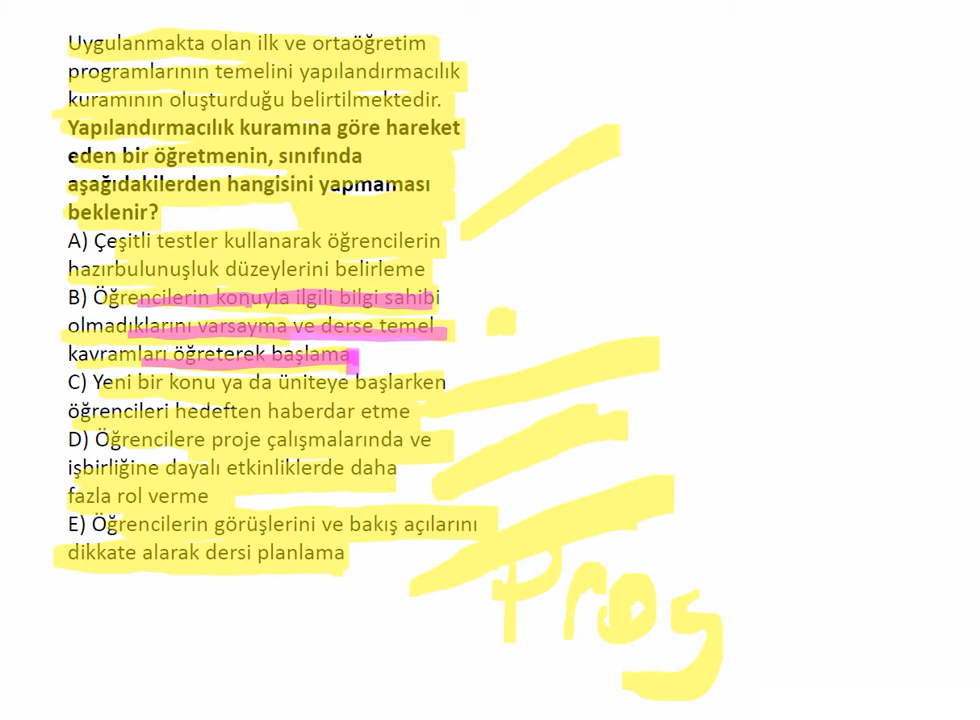 Uygulanmakta olan ilk ve ortaöğretim
programlarının temelini yapılandırmacılık
kuramının oluşturduğu belirtilmektedir.
Yapılandırmacılık kuramına göre hareket
eden bir öğretmenin, sınıfında
aşağıdakilerden hangisini yapmaması
beklenir?
A) Çeşitli testler kullanarak öğrencilerin
hazırbulunuşluk düzeylerini belirleme
B) Öğrencilerin konuyla ilgili bilgi sahibi
olmadıklarını varsayma ve derse temel
kavramları öğreterek başlama
C) Yeni bir konu ya da üniteye başlarken
öğrencileri hedeften haberdar etme
D) Öğrencilere proje çalışmalarında ve
işbirliğine dayalı etkinliklerde daha
fazla rol verme
E) Öğrencilerin görüşlerini ve bakış açılarını
dikkate alarak dersi planlama